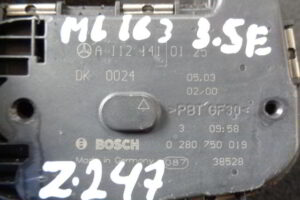 ML 163 3.5E
A 112 141 01 25
DK 0024 05.03
02/00
>PBT GF30<
3 09:58
BOSCH 0 280 750 019
Made in Germany 087 38528
Z.247